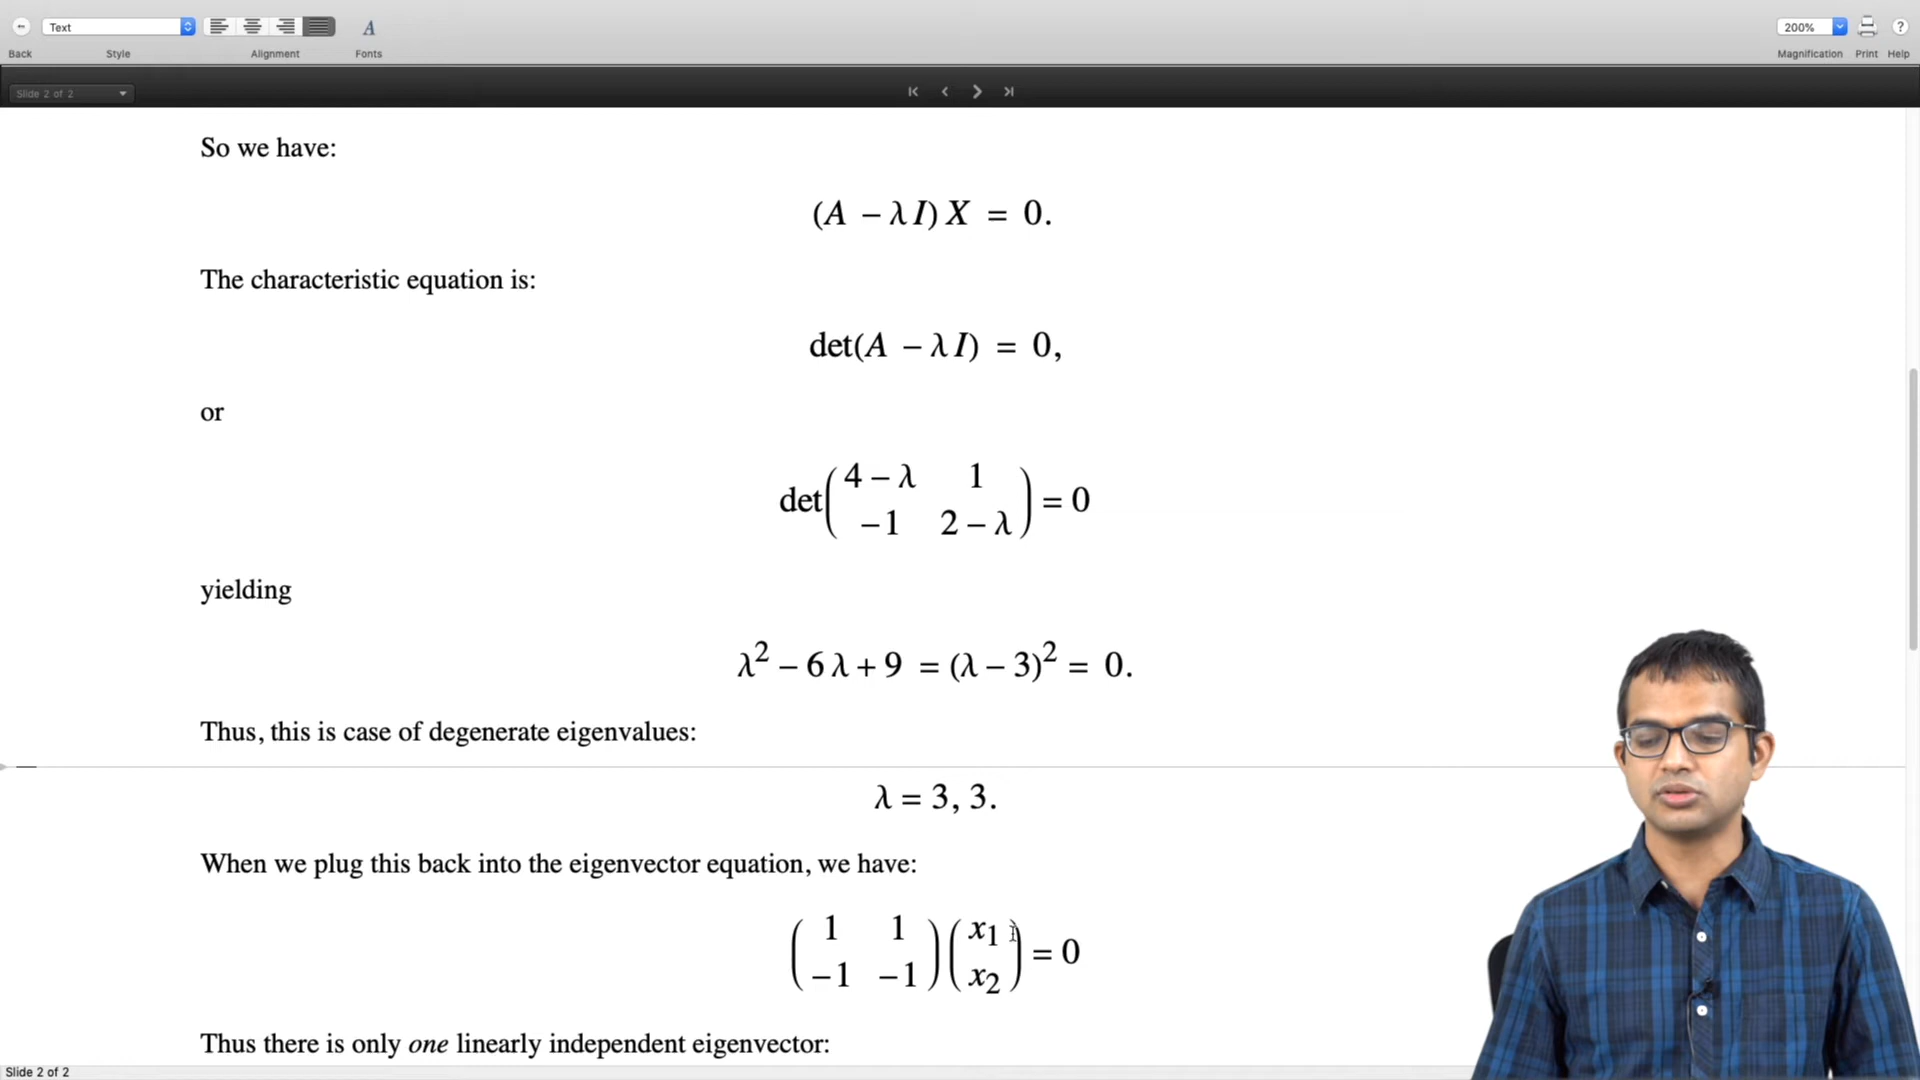 Text
200%
Back
Style
Alignment
Fonts
Magnification
Print
Help
Slide 2 of 2
So we have:
(A − λ I) X = 0.
The characteristic equation is:
det(A − λ I) = 0,
or
det( 4 − λ 1
−1 2 − λ ) = 0
yielding
λ² − 6 λ + 9 = (λ − 3)² = 0.
Thus, this is case of degenerate eigenvalues:
λ = 3, 3.
When we plug this back into the eigenvector equation, we have:
( 1 1
−1 −1 ) ( x₁
x₂ ) = 0
Thus there is only one linearly independent eigenvector:
Slide 2 of 2